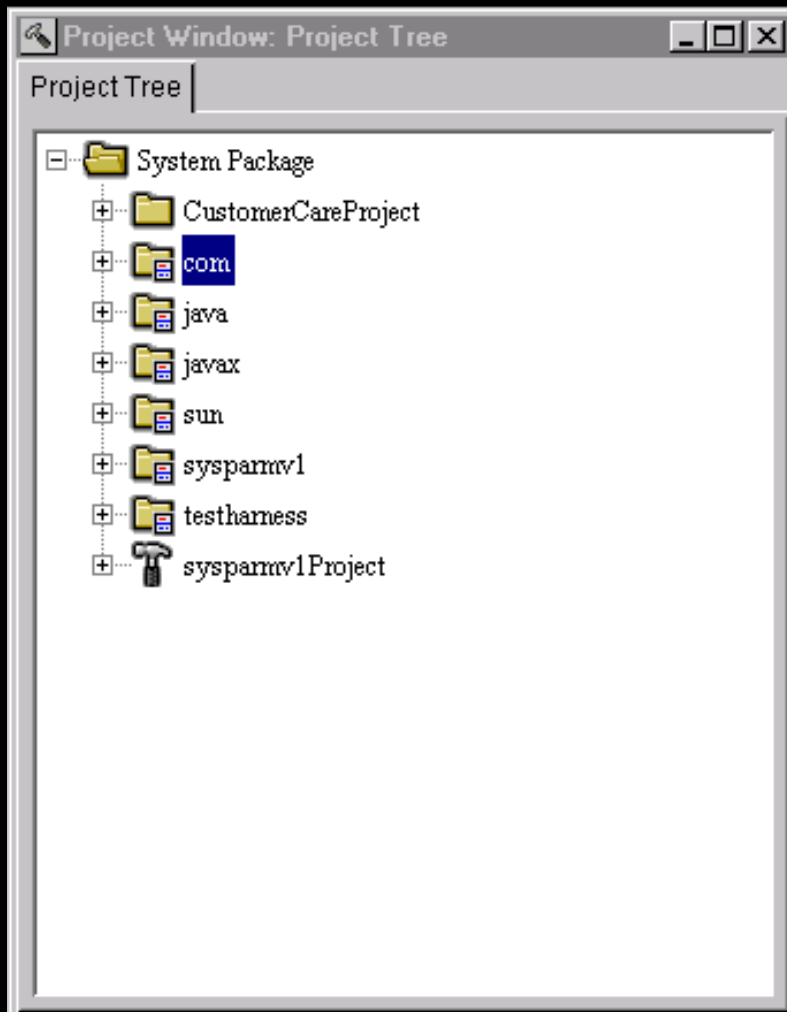 Project Window: Project Tree
Project Tree
System Package
CustomerCareProject
com
java
javax
sun
sysparmv1
testharness
sysparmv1Project